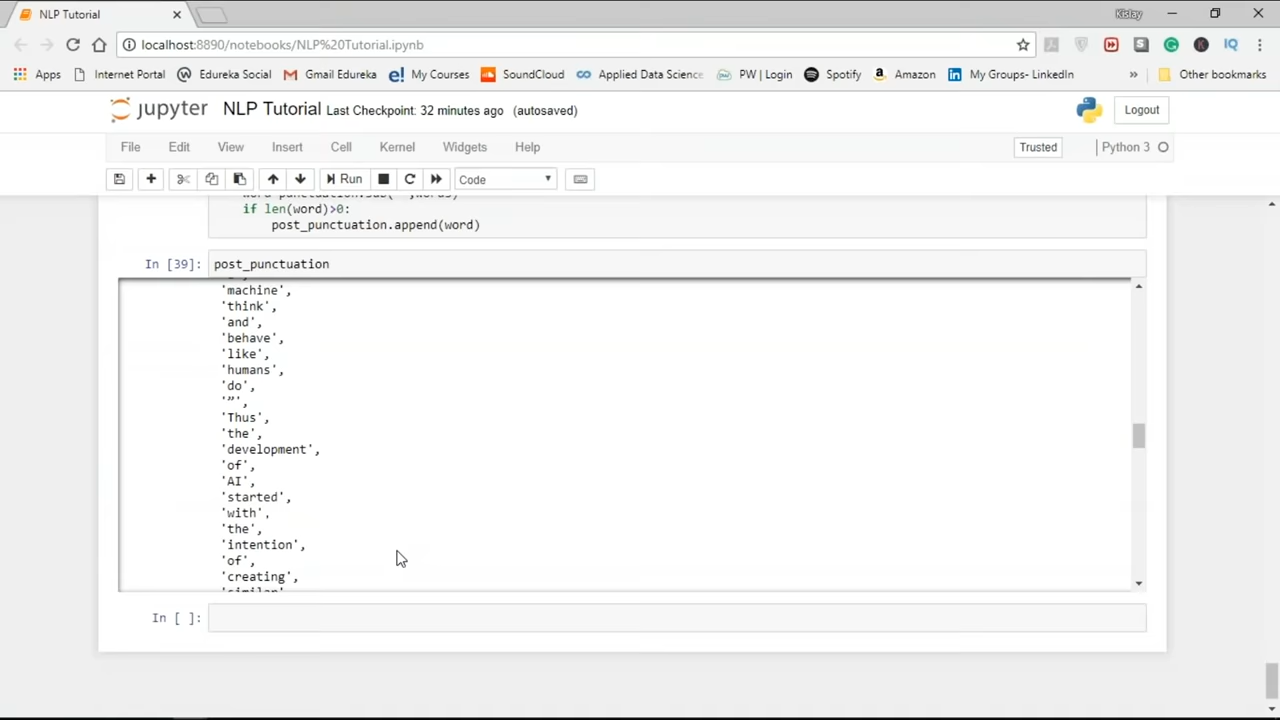 NLP Tutorial
Kislay
localhost:8890/notebooks/NLP%20Tutorial.ipynb
Apps Internet Portal Edureka Social Gmail Edureka My Courses SoundCloud Applied Data Science PW | Login Spotify Amazon My Groups- LinkedIn » Other bookmarks
jupyter NLP Tutorial Last Checkpoint: 32 minutes ago (autosaved) Logout
File Edit View Insert Cell Kernel Widgets Help Trusted Python 3
Run Code
if len(word)>0:
post_punctuation.append(word)
In [39]: post_punctuation
'machine',
'think',
'and',
'behave',
'like',
'humans',
'do',
'”',
'Thus',
'the',
'development',
'of',
'AI',
'started',
'with',
'the',
'intention',
'of',
'creating',
In [ ]: